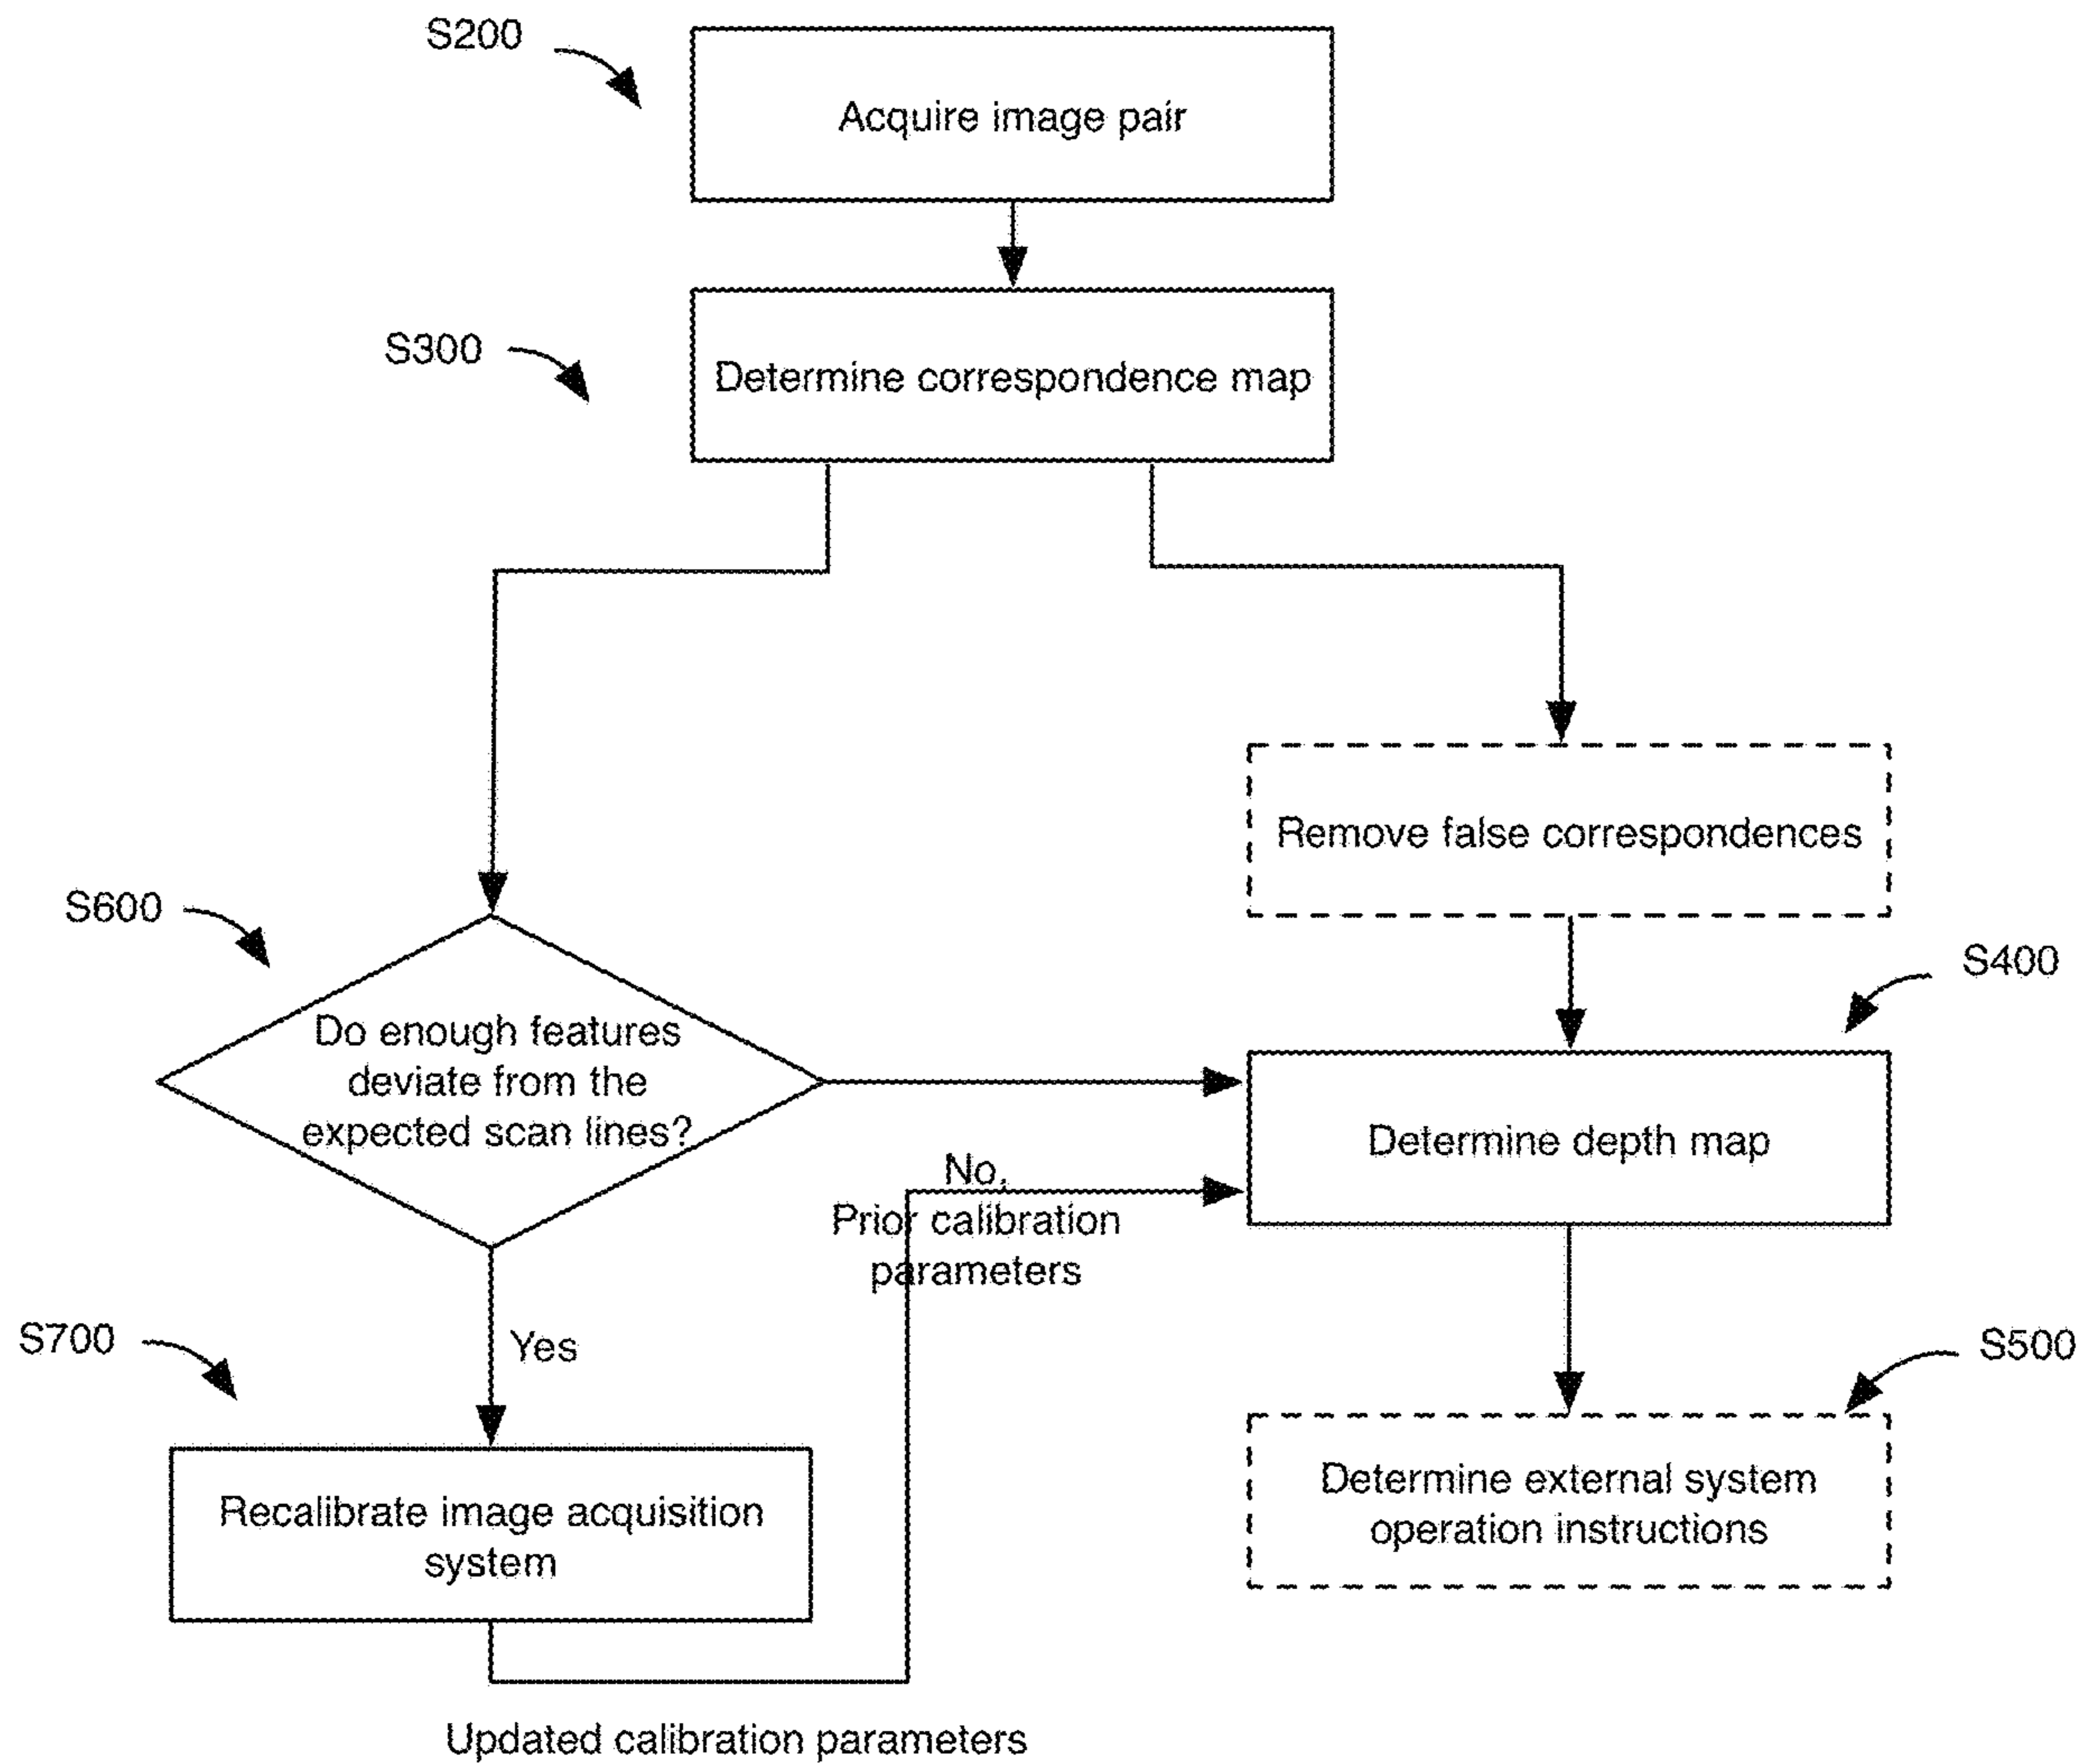 S200
Acquire image pair
S300
Determine correspondence map
Remove false correspondences
S600
S400
Do enough features
deviate from the
expected scan lines?
Determine depth map
No,
Prior calibration
parameters
S700
Yes
S500
Determine external system
operation instructions
Recalibrate image acquisition
system
Updated calibration parameters